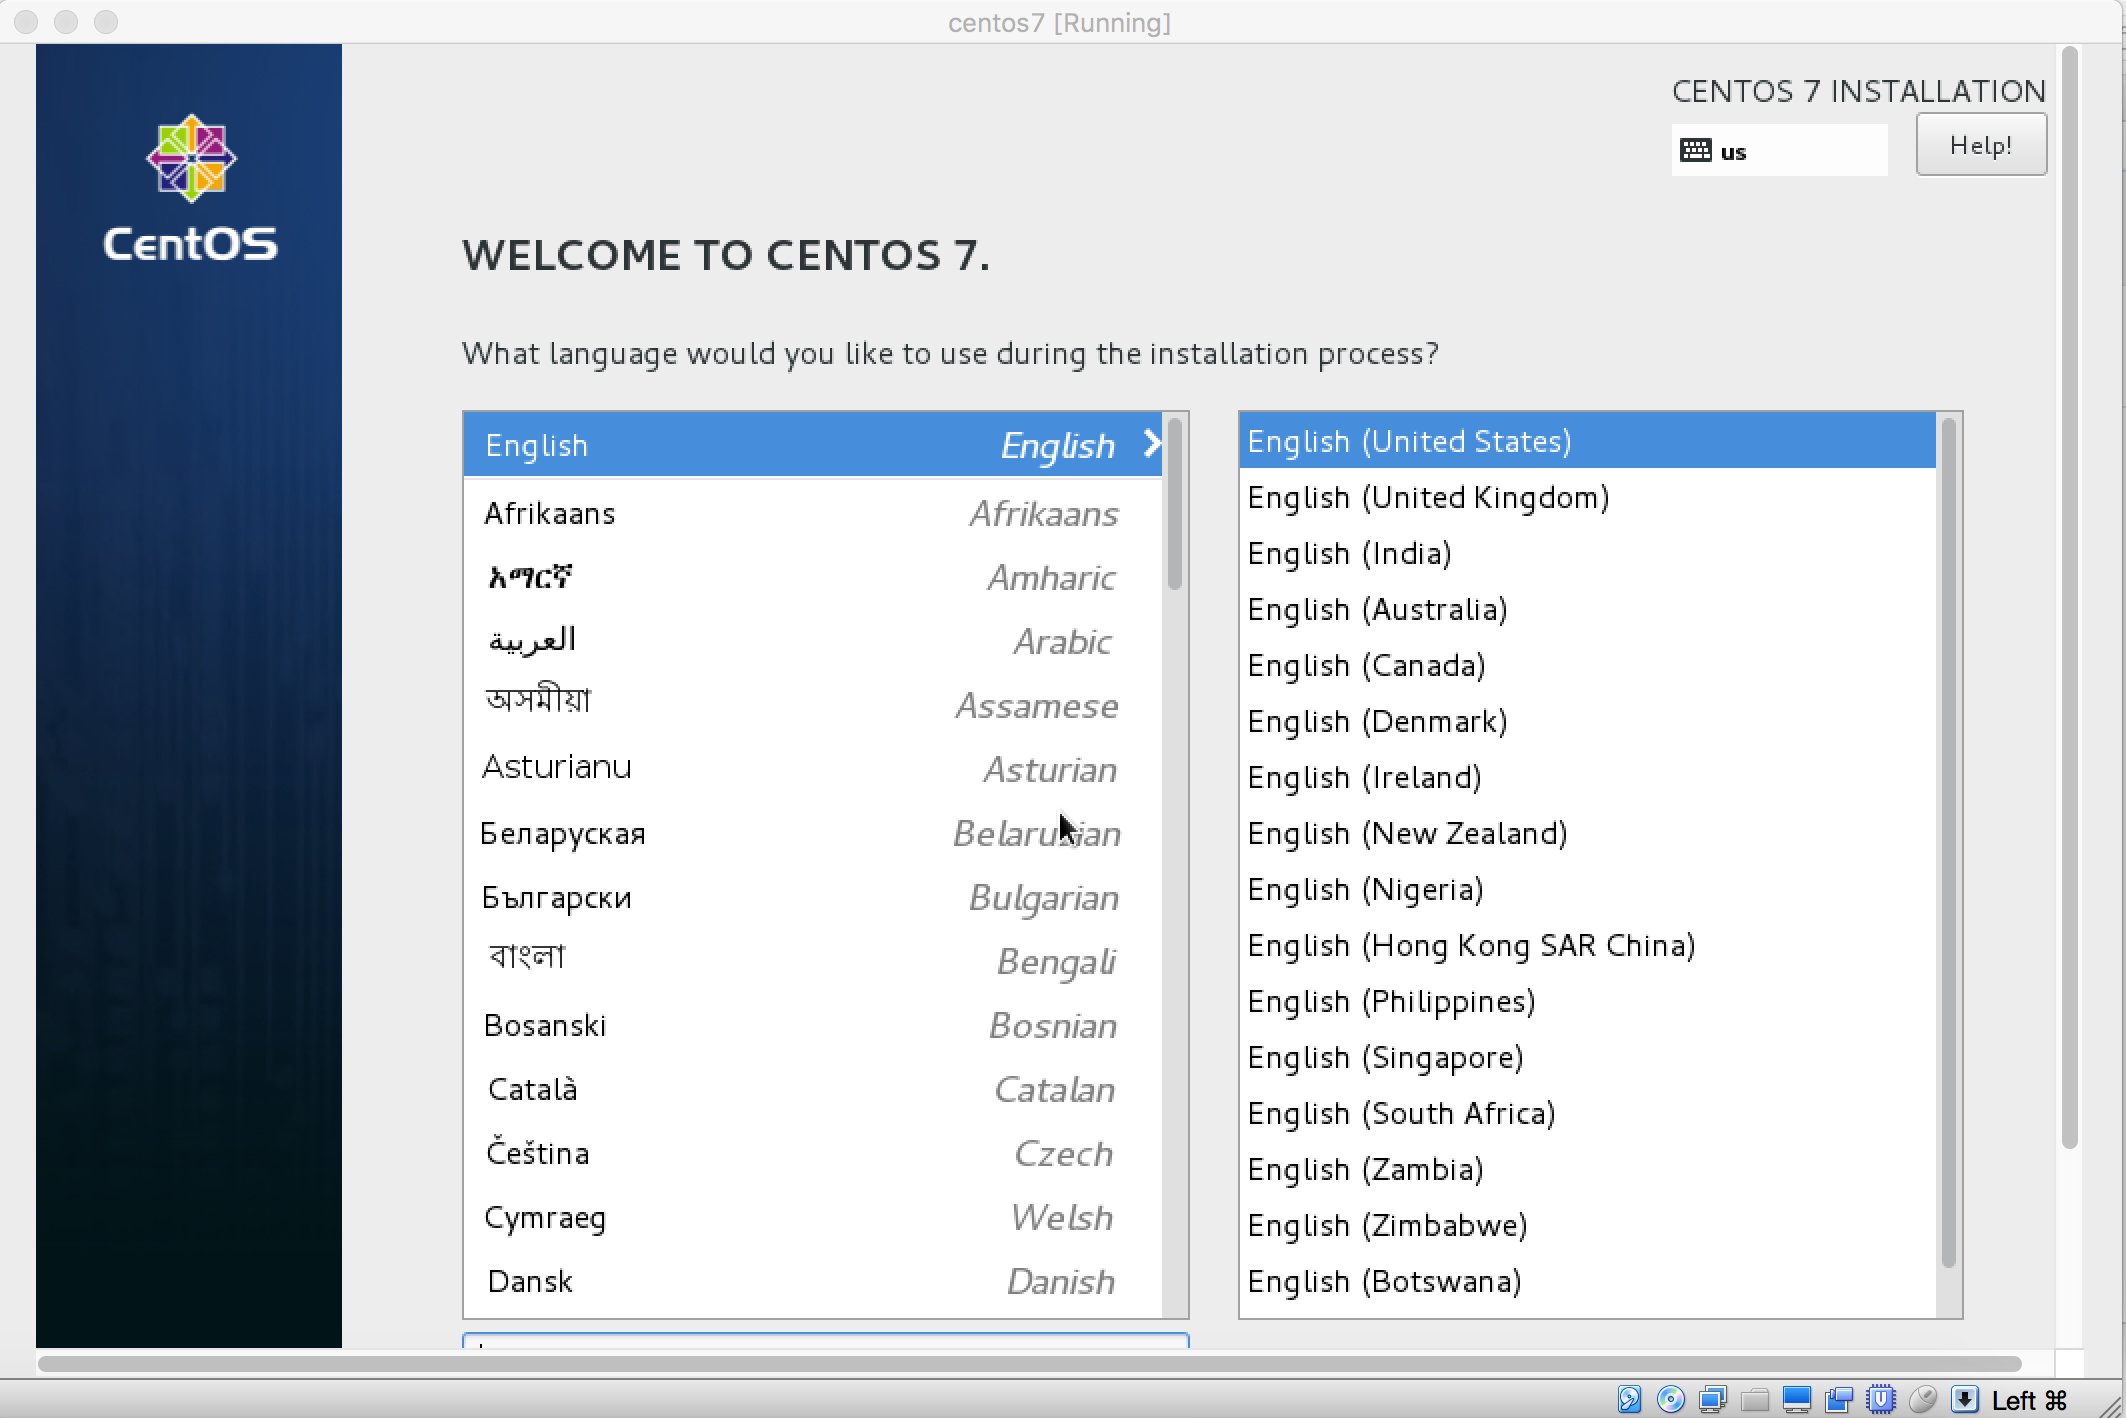 centos7 [Running]
CentOS
CENTOS 7 INSTALLATION
us
Help!
WELCOME TO CENTOS 7.
What language would you like to use during the installation process?
English English
Afrikaans Afrikaans
አማርኛ Amharic
العربية Arabic
অসমীয়া Assamese
Asturianu Asturian
Беларуская Belarusian
Български Bulgarian
বাংলা Bengali
Bosanski Bosnian
Català Catalan
Čeština Czech
Cymraeg Welsh
Dansk Danish
English (United States)
English (United Kingdom)
English (India)
English (Australia)
English (Canada)
English (Denmark)
English (Ireland)
English (New Zealand)
English (Nigeria)
English (Hong Kong SAR China)
English (Philippines)
English (Singapore)
English (South Africa)
English (Zambia)
English (Zimbabwe)
English (Botswana)
Left ⌘